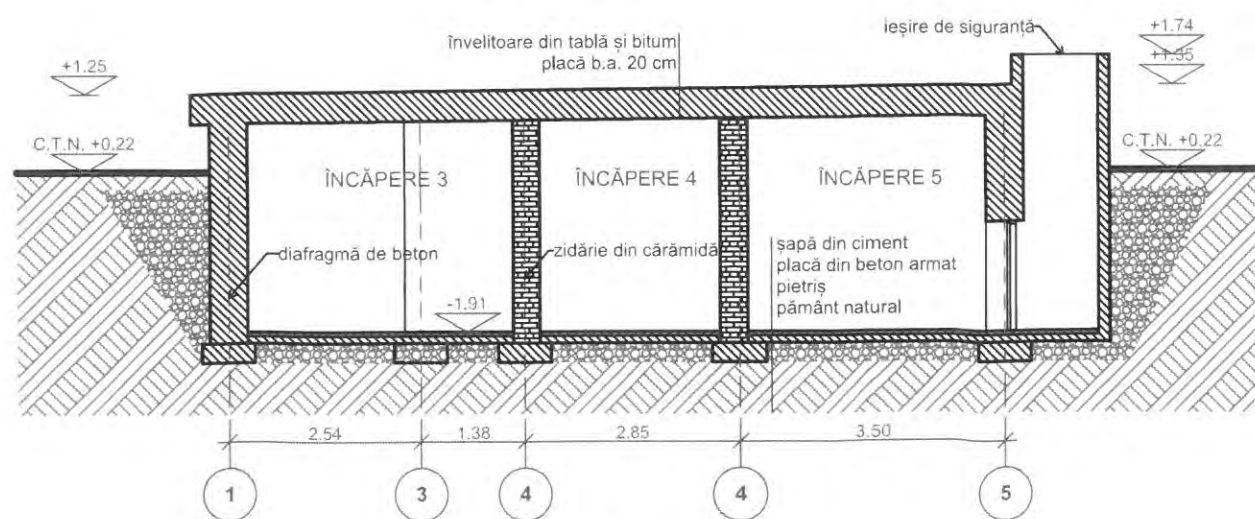 ieșire de siguranță
+1.74
învelitoare din tablă și bitum
placă b.a. 20 cm
+1.25
+1.35
C.T.N. +0.22
C.T.N. +0.22
ÎNCĂPERE 3
ÎNCĂPERE 4
ÎNCĂPERE 5
diafragmă de beton
zidărie din cărămidă
șapă din ciment
placă din beton armat
pietriș
pământ natural
-1.91
2.54
1.38
2.85
3.50
1
3
4
4
5